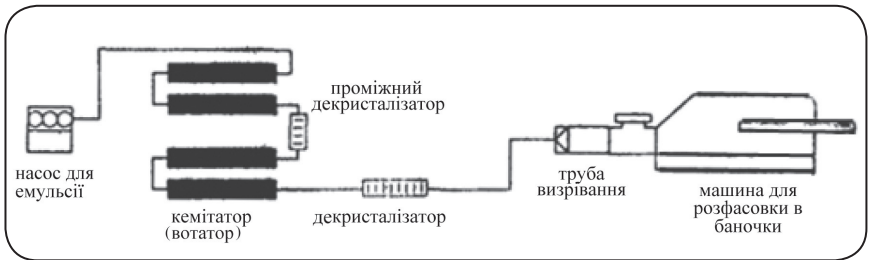 проміжний
декристалізатор
насос для
емульсії
кемітатор
(вотатор)
декристалізатор
труба
визрівання
машина для
розфасовки в
баночки